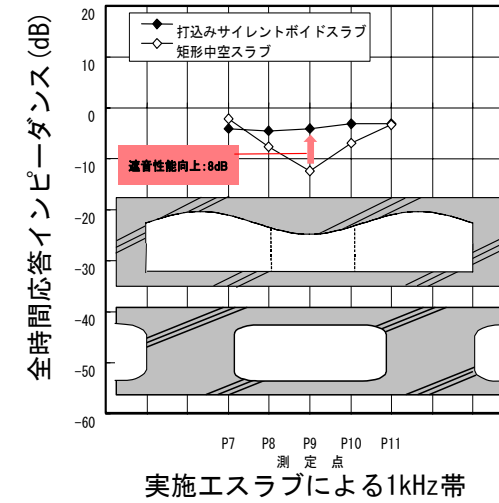 全時間応答インピーダンス(dB)
20
10
0
-10
-20
-30
-40
-50
-60
打込みサイレントボイドスラブ
矩形中空スラブ
遮音性能向上:8dB
P7 P8 P9 P10 P11
測 定 点
実施エスラブによる1kHz帯